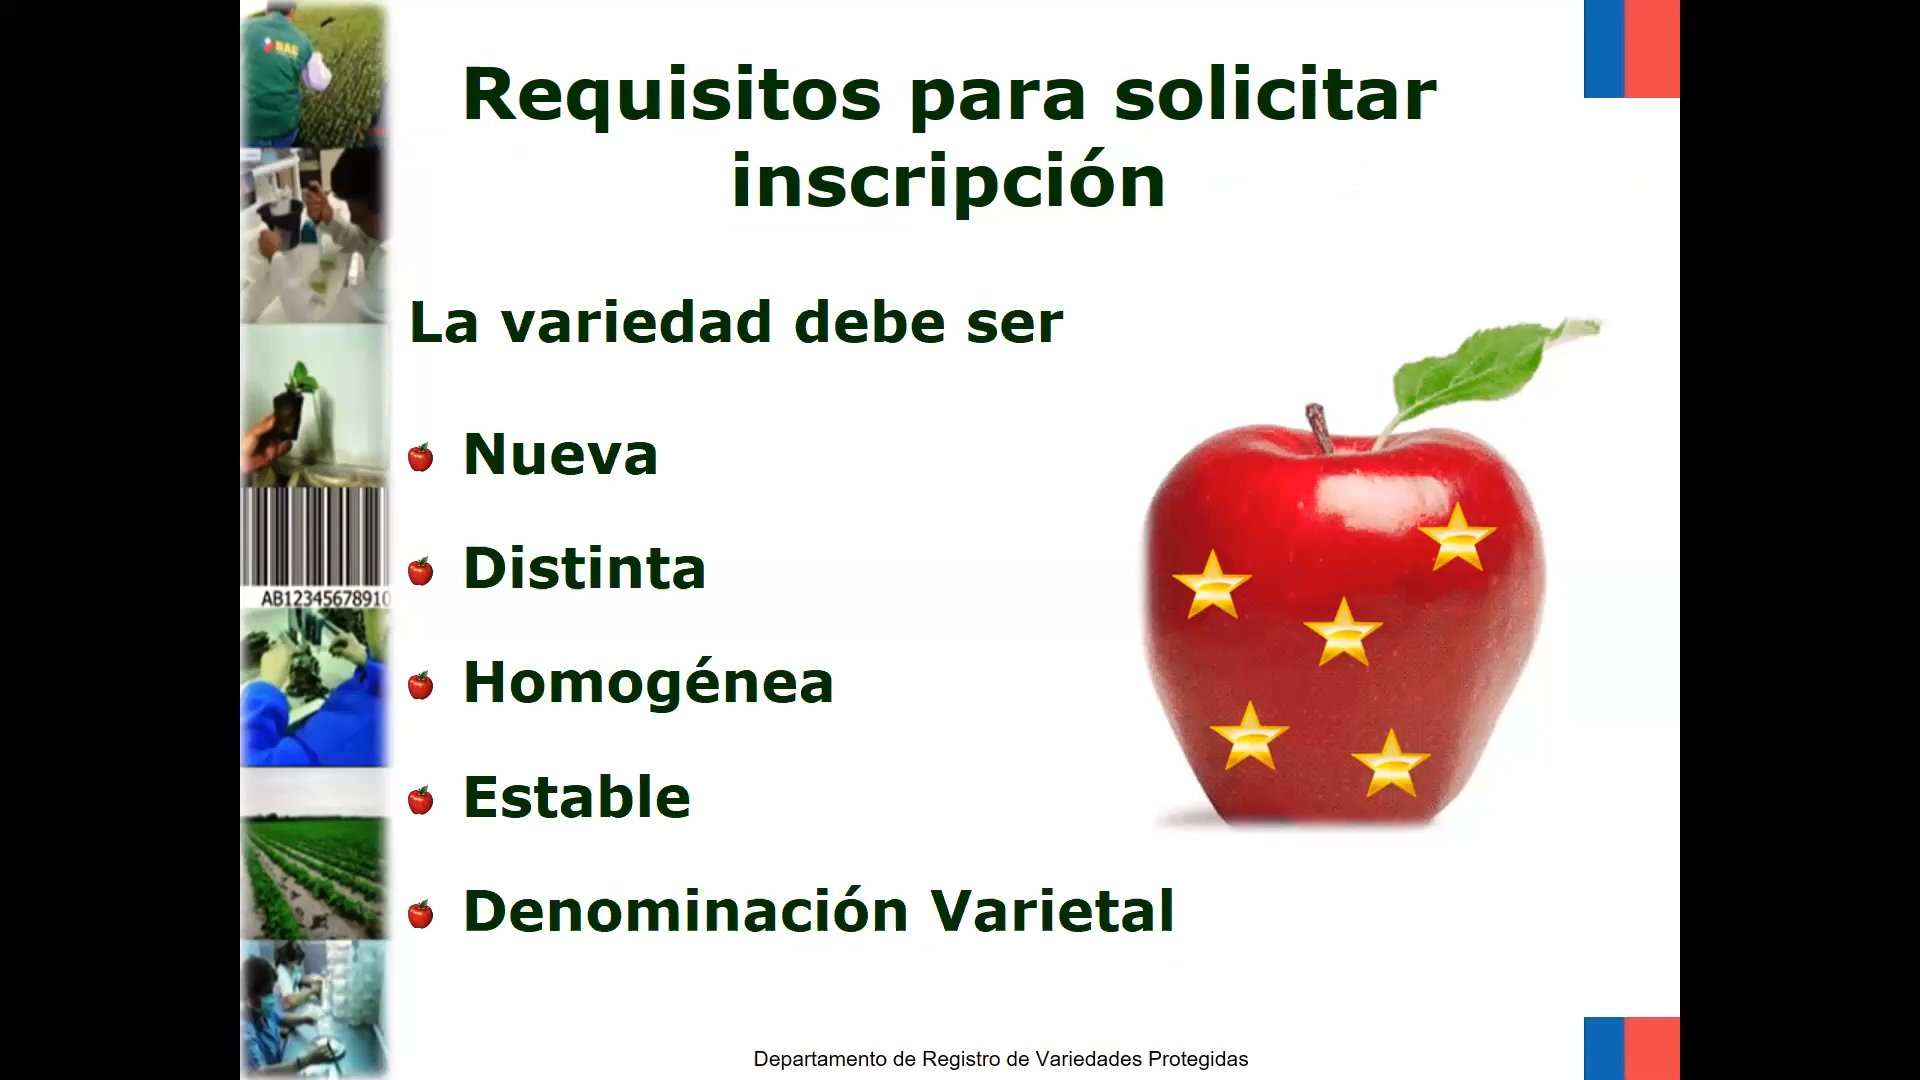 SAG
Requisitos para solicitar
inscripción
La variedad debe ser
Nueva
Distinta
Homogénea
Estable
Denominación Varietal
AB12345678910
Departamento de Registro de Variedades Protegidas